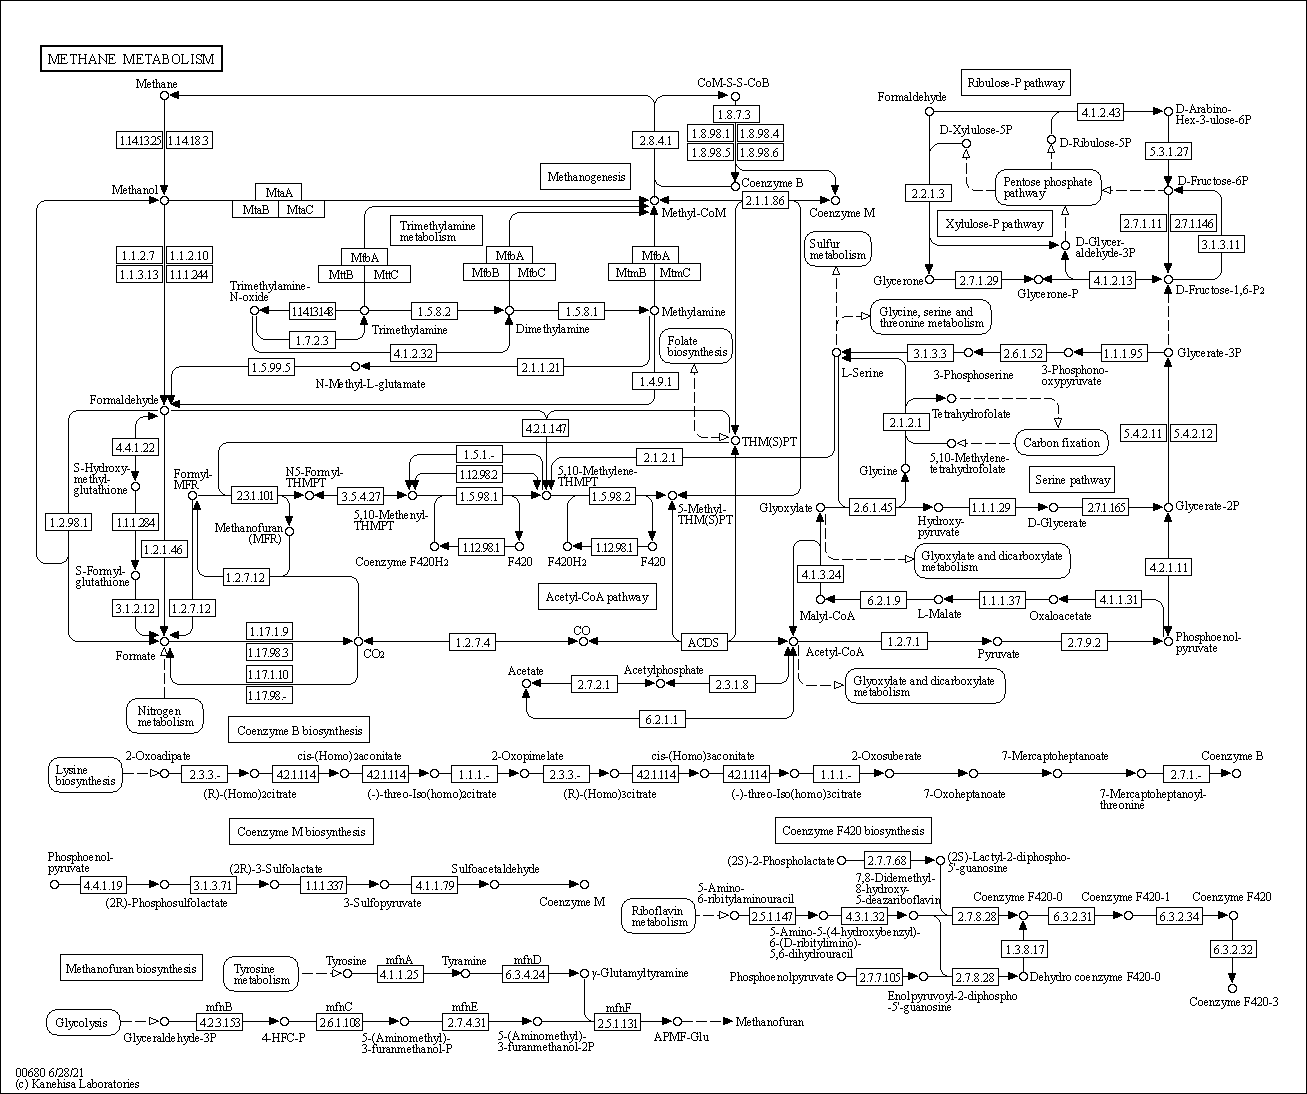 METHANE METABOLISM
Methane
CoM-S-S-CoB
Ribulose-P pathway
Formaldehyde
D-Arabino-
Hex-3-ulose-6P
4.1.2.43
1.8.7.3
1.14.13.25
1.14.18.3
2.8.4.1
1.8.98.1
1.8.98.4
1.8.98.5
1.8.98.6
D-Xylulose-5P
D-Ribulose-5P
5.3.1.27
Methanogenesis
Coenzyme B
Pentose phosphate
pathway
D-Fructose-6P
Methanol
MtaA
MtaB
MtaC
Methyl-CoM
2.1.1.86
Coenzyme M
2.2.1.3
Trimethylamine
metabolism
Xylulose-P pathway
2.7.1.11
2.7.1.146
3.1.3.11
Sulfur
metabolism
D-Glycer-
aldehyde-3P
1.1.2.7
1.1.2.10
1.1.3.13
1.1.1.244
MtbA
MttB
MttC
MtbA
MtbB
MtbC
MtbA
MtmB
MtmC
Glycerone
2.7.1.29
Glycerone-P
4.1.2.13
D-Fructose-1,6-P2
Trimethylamine-
N-oxide
1.14.13.148
Trimethylamine
1.5.8.2
Dimethylamine
1.5.8.1
Methylamine
Glycine, serine and
threonine metabolism
1.7.2.3
4.1.2.32
Folate
biosynthesis
L-Serine
3.1.3.3
3-Phosphoserine
2.6.1.52
3-Phosphono-
oxypyruvate
1.1.1.95
Glycerate-3P
1.5.99.5
N-Methyl-L-glutamate
2.1.1.21
1.4.9.1
Formaldehyde
Tetrahydrofolate
2.1.2.1
4.2.1.147
THM(S)PT
Carbon fixation
5.4.2.11
5.4.2.12
4.4.1.22
1.5.1.-
2.1.2.1
5,10-Methylene-
tetrahydrofolate
S-Hydroxy-
methyl-
glutathione
Formyl-
MFR
N5-Formyl-
THMPT
1.12.98.2
5,10-Methylene-
THMPT
Glycine
Serine pathway
2.3.1.101
3.5.4.27
1.5.98.1
1.5.98.2
5,10-Methenyl-
THMPT
5-Methyl-
THM(S)PT
Glyoxylate
2.6.1.45
Hydroxy-
pyruvate
1.1.1.29
D-Glycerate
2.7.1.165
Glycerate-2P
1.2.98.1
1.1.1.284
Methanofuran
(MFR)
1.2.1.46
1.12.98.1
1.12.98.1
Coenzyme F420H2
F420
F420H2
F420
Glyoxylate and dicarboxylate
metabolism
S-Formyl-
glutathione
1.2.7.12
4.1.3.24
4.2.1.11
3.1.2.12
1.2.7.12
Acetyl-CoA pathway
Malyl-CoA
6.2.1.9
L-Malate
1.1.1.37
Oxaloacetate
4.1.1.31
Formate
1.17.1.9
1.17.98.3
1.17.1.10
1.17.98.-
CO2
1.2.7.4
CO
ACDS
Acetyl-CoA
1.2.7.1
Pyruvate
2.7.9.2
Phosphoenol-
pyruvate
Acetate
2.7.2.1
Acetylphosphate
2.3.1.8
Glyoxylate and dicarboxylate
metabolism
6.2.1.1
Nitrogen
metabolism
Coenzyme B biosynthesis
Lysine
biosynthesis
2-Oxoadipate
2.3.3.-
(R)-(Homo)2citrate
4.2.1.114
cis-(Homo)2aconitate
4.2.1.114
(-)-threo-Iso(homo)2citrate
1.1.1.-
2-Oxopimelate
2.3.3.-
(R)-(Homo)3citrate
4.2.1.114
cis-(Homo)3aconitate
4.2.1.114
(-)-threo-Iso(homo)3citrate
1.1.1.-
2-Oxosuberate
7-Oxoheptanoate
7-Mercaptoheptanoate
7-Mercaptoheptanoyl-
threonine
2.7.1.-
Coenzyme B
Coenzyme M biosynthesis
Phosphoenol-
pyruvate
4.4.1.19
(2R)-Phosphosulfolactate
3.1.3.71
(2R)-3-Sulfolactate
1.1.1.337
3-Sulfopyruvate
4.1.1.79
Sulfoacetaldehyde
Coenzyme M
Coenzyme F420 biosynthesis
(2S)-2-Phospholactate
2.7.7.68
(2S)-Lactyl-2-diphospho-
5'-guanosine
7,8-Didemethyl-
8-hydroxy-
5-deazariboflavin
Riboflavin
metabolism
5-Amino-
6-ribitylaminouracil
2.5.1.147
5-Amino-5-(4-hydroxybenzyl)-
6-(D-ribitylimino)-
5,6-dihydrouracil
4.3.1.32
2.7.8.28
Coenzyme F420-0
6.3.2.31
Coenzyme F420-1
6.3.2.34
Coenzyme F420
1.3.8.17
6.3.2.32
Phosphoenolpyruvate
2.7.7.105
Enolpyruvoyl-2-diphospho
-5'-guanosine
2.7.8.28
Dehydro coenzyme F420-0
Coenzyme F420-3
Methanofuran biosynthesis
Tyrosine
metabolism
Tyrosine
mfnA
4.1.1.25
Tyramine
mfnD
6.3.4.24
γ-Glutamyltyramine
Glycolysis
Glyceraldehyde-3P
mfnB
4.2.3.153
4-HFC-P
mfnC
2.6.1.108
5-(Aminomethyl)-
3-furanmethanol-P
mfnE
2.7.4.31
5-(Aminomethyl)-
3-furanmethanol-2P
mfnF
2.5.1.131
APMF-Glu
Methanofuran
00680 6/28/21
(c) Kanehisa Laboratories